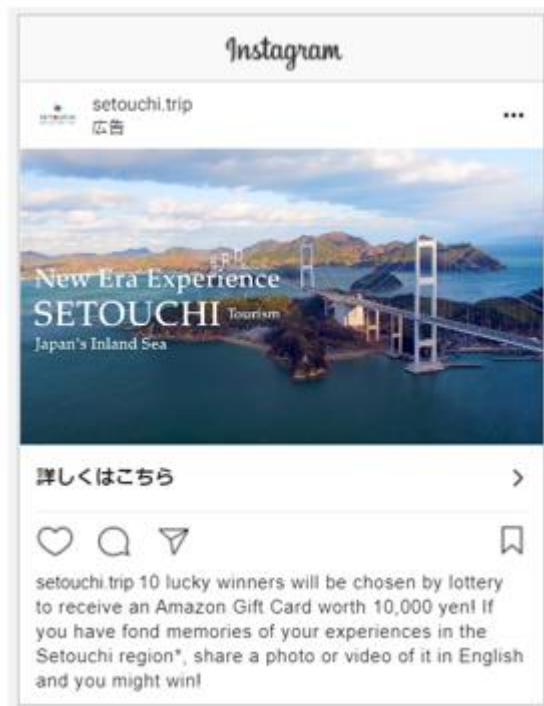 Instagram
setouchi.trip
広告
New Era Experience
SETOUCHI Tourism
Japan's Inland Sea
詳しくはこちら
setouchi.trip 10 lucky winners will be chosen by lottery
to receive an Amazon Gift Card worth 10,000 yen! If
you have fond memories of your experiences in the
Setouchi region*, share a photo or video of it in English
and you might win!